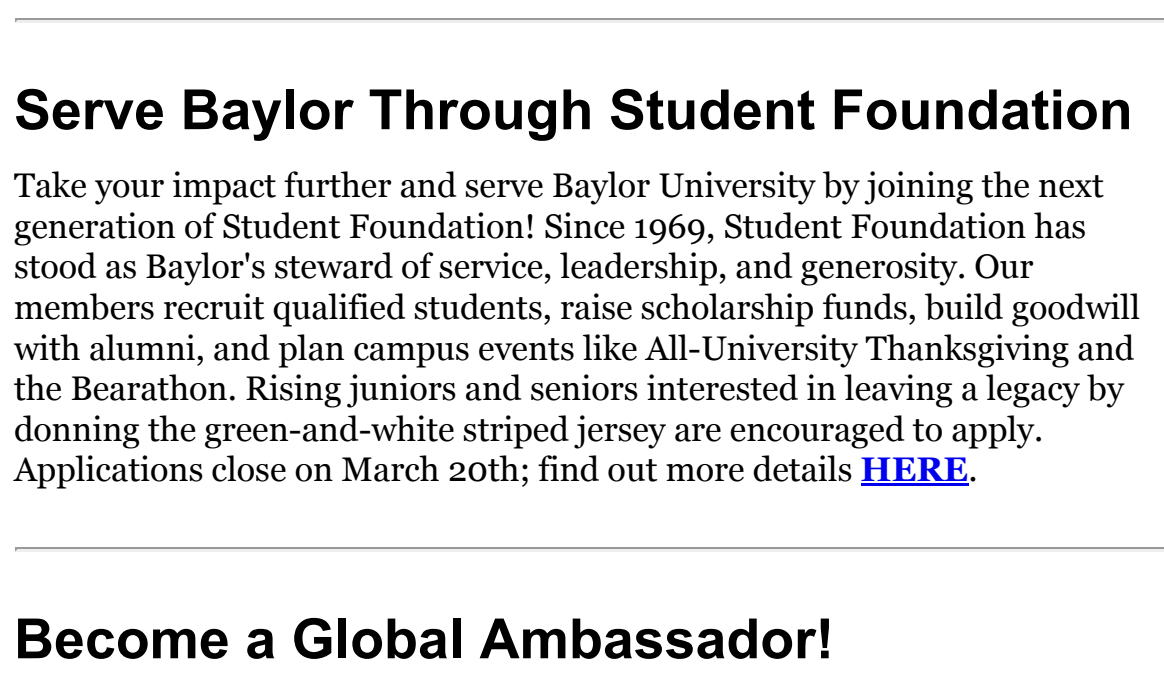 Serve Baylor Through Student Foundation
Take your impact further and serve Baylor University by joining the next
generation of Student Foundation! Since 1969, Student Foundation has
stood as Baylor's steward of service, leadership, and generosity. Our
members recruit qualified students, raise scholarship funds, build goodwill
with alumni, and plan campus events like All-University Thanksgiving and
the Bearathon. Rising juniors and seniors interested in leaving a legacy by
donning the green-and-white striped jersey are encouraged to apply.
Applications close on March 20th; find out more details HERE.
Become a Global Ambassador!